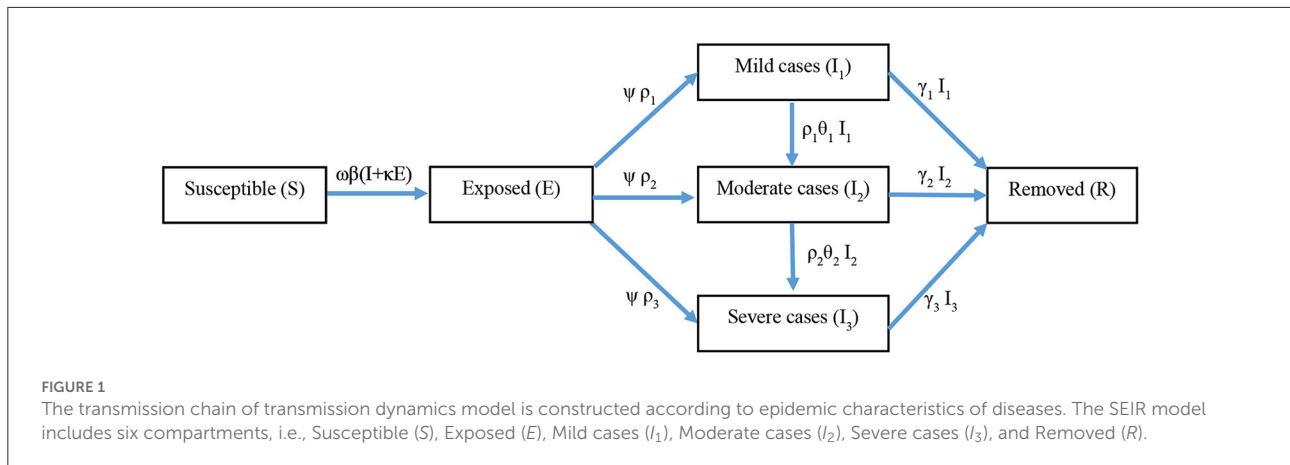 Mild cases (I₁)
ψ ρ₁
γ₁ I₁
ρ₁θ₁ I₁
ωβ(I+κE)
Susceptible (S)
Exposed (E)
ψ ρ₂
Moderate cases (I₂)
γ₂ I₂
Removed (R)
ρ₂θ₂ I₂
ψ ρ₃
γ₃ I₃
Severe cases (I₃)
FIGURE 1
The transmission chain of transmission dynamics model is constructed according to epidemic characteristics of diseases. The SEIR model
includes six compartments, i.e., Susceptible (S), Exposed (E), Mild cases (I₁), Moderate cases (I₂), Severe cases (I₃), and Removed (R).